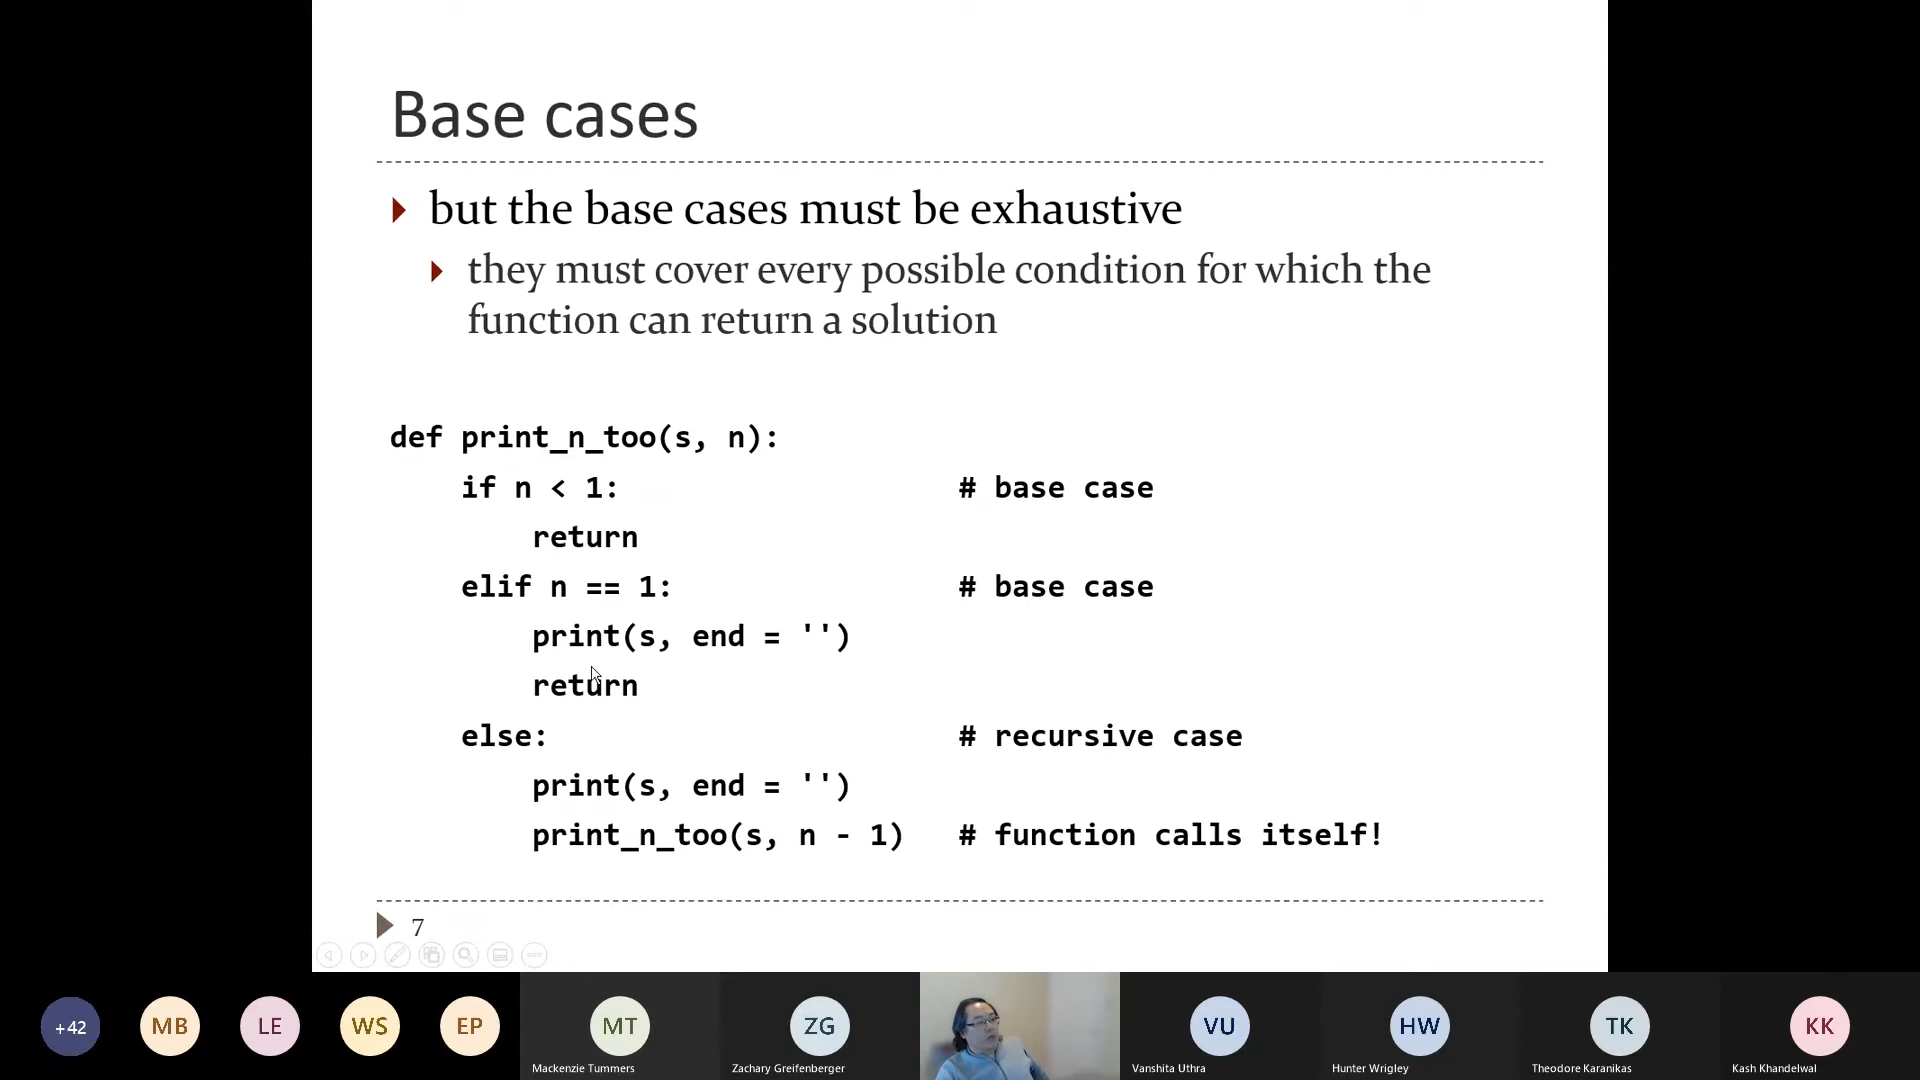 Base cases
but the base cases must be exhaustive
they must cover every possible condition for which the
function can return a solution
def print_n_too(s, n):
if n < 1: # base case
return
elif n == 1: # base case
print(s, end = '')
return
else: # recursive case
print(s, end = '')
print_n_too(s, n - 1) # function calls itself!
7
+42 MB LE WS EP MT ZG VU HW TK KK
Mackenzie Tummers Zachary Greifenberger Vanshita Uthra Hunter Wrigley Theodore Karanikas Kash Khandelwal